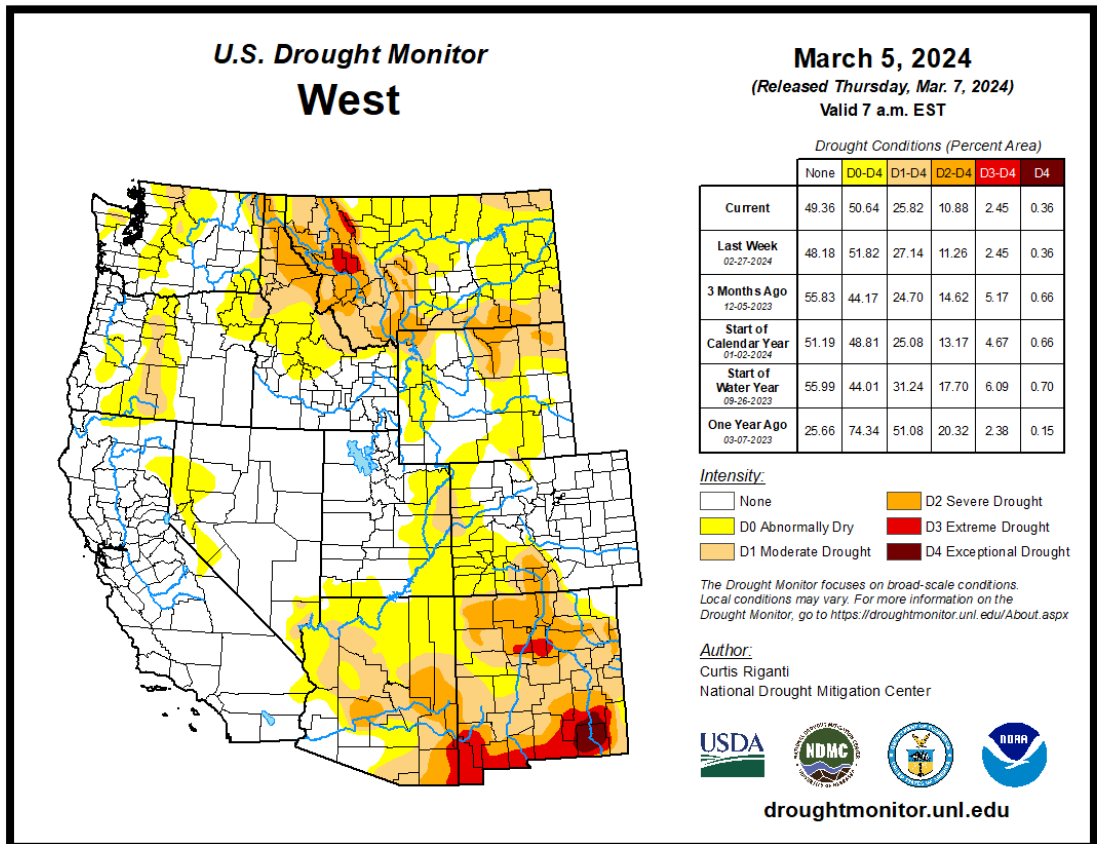 U.S. Drought Monitor
West
March 5, 2024
(Released Thursday, Mar. 7, 2024)
Valid 7 a.m. EST
Drought Conditions (Percent Area)
None D0-D4 D1-D4 D2-D4 D3-D4 D4
Current 49.36 50.64 25.82 10.88 2.45 0.36
Last Week
02-27-2024 48.18 51.82 27.14 11.26 2.45 0.36
3 Months Ago
12-05-2023 55.83 44.17 24.70 14.62 5.17 0.66
Start of
Calendar Year
01-02-2024 51.19 48.81 25.08 13.17 4.67 0.66
Start of
Water Year
09-26-2023 55.99 44.01 31.24 17.70 6.09 0.70
One Year Ago
03-07-2023 25.66 74.34 51.08 20.32 2.38 0.15
Intensity:
None
D0 Abnormally Dry
D1 Moderate Drought
D2 Severe Drought
D3 Extreme Drought
D4 Exceptional Drought
The Drought Monitor focuses on broad-scale conditions.
Local conditions may vary. For more information on the
Drought Monitor, go to https://droughtmonitor.unl.edu/About.aspx
Author:
Curtis Riganti
National Drought Mitigation Center
USDA
NDMC
NOAA
droughtmonitor.unl.edu